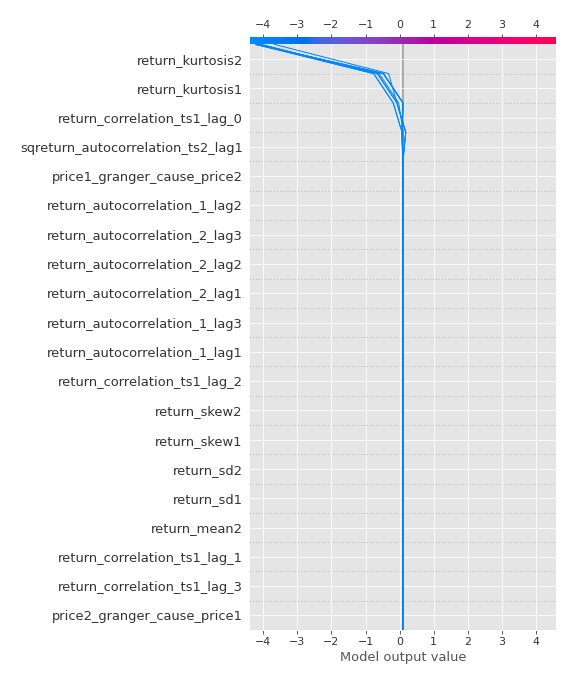 −4 −3 −2 −1 0 1 2 3 4
return_kurtosis2
return_kurtosis1
return_correlation_ts1_lag_0
sqreturn_autocorrelation_ts2_lag1
price1_granger_cause_price2
return_autocorrelation_1_lag2
return_autocorrelation_2_lag3
return_autocorrelation_2_lag2
return_autocorrelation_2_lag1
return_autocorrelation_1_lag3
return_autocorrelation_1_lag1
return_correlation_ts1_lag_2
return_skew2
return_skew1
return_sd2
return_sd1
return_mean2
return_correlation_ts1_lag_1
return_correlation_ts1_lag_3
price2_granger_cause_price1
−4 −3 −2 −1 0 1 2 3 4
Model output value